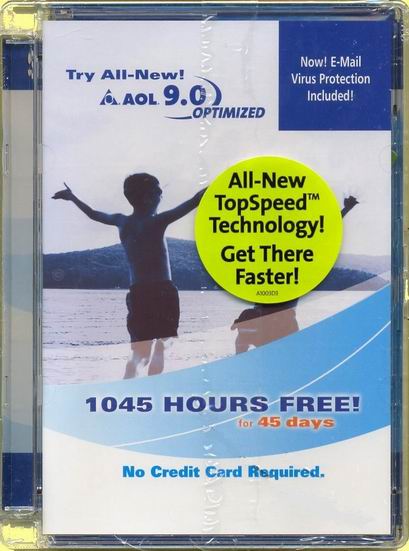 Try All-New!
AOL 9.0
OPTIMIZED
Now! E-Mail
Virus Protection
Included!
All-New
TopSpeed™
Technology!
Get There
Faster!
A1003D3
1045 HOURS FREE!
for 45 days
No Credit Card Required.